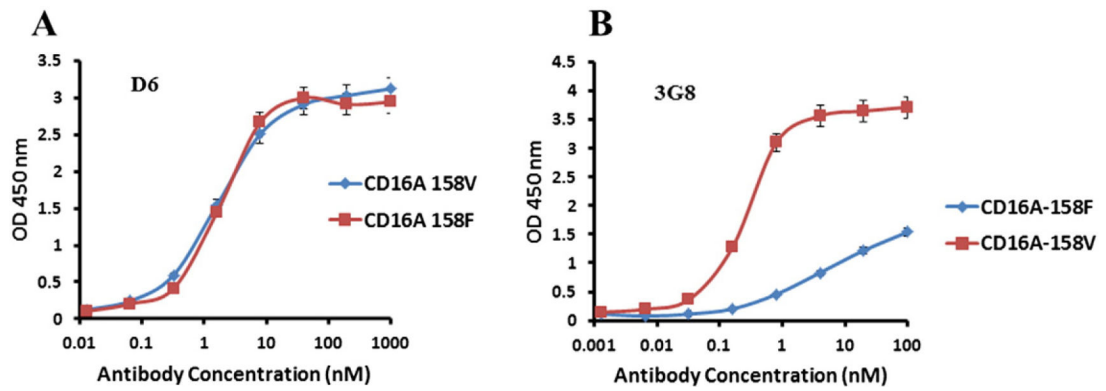 A
D6
OD 450 nm
3.5
3
2.5
2
1.5
1
0.5
0
0.01 0.1 1 10 100 1000
Antibody Concentration (nM)
CD16A 158V
CD16A 158F
B
3G8
OD 450 nm
4.5
4
3.5
3
2.5
2
1.5
1
0.5
0
0.001 0.01 0.1 1 10 100
Antibody Concentration (nM)
CD16A-158F
CD16A-158V